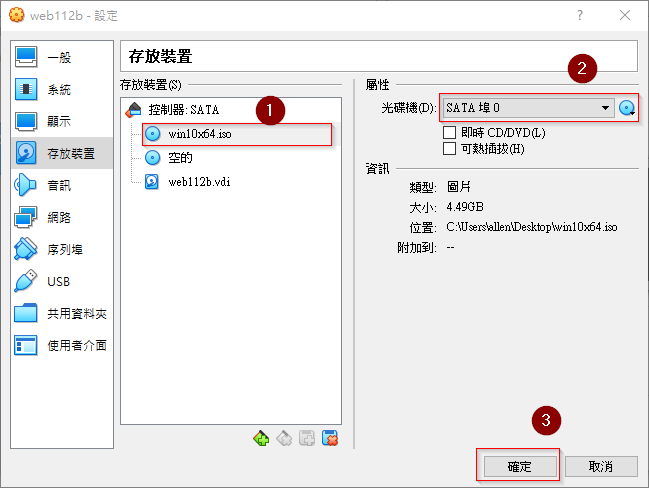 web112b - 設定
一般
系統
顯示
存放裝置
音訊
網路
序列埠
USB
共用資料夾
使用者介面
存放裝置
存放裝置(S)
1
控制器: SATA
win10x64.iso
空的
web112b.vdi
屬性
2
光碟機(D): SATA 埠 0
即時 CD/DVD(L)
可熱插拔(H)
資訊
類型: 圖片
大小: 4.49GB
位置: C:\Users\allen\Desktop\win10x64.iso
附加到: --
3
確定
取消